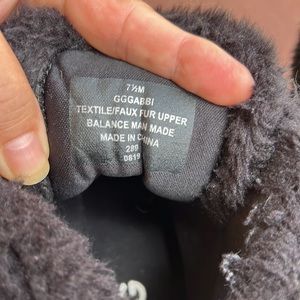 7½M
GGGABBI
TEXTILE/FAUX FUR UPPER
BALANCE MAN MADE
MADE IN CHINA
289
0819